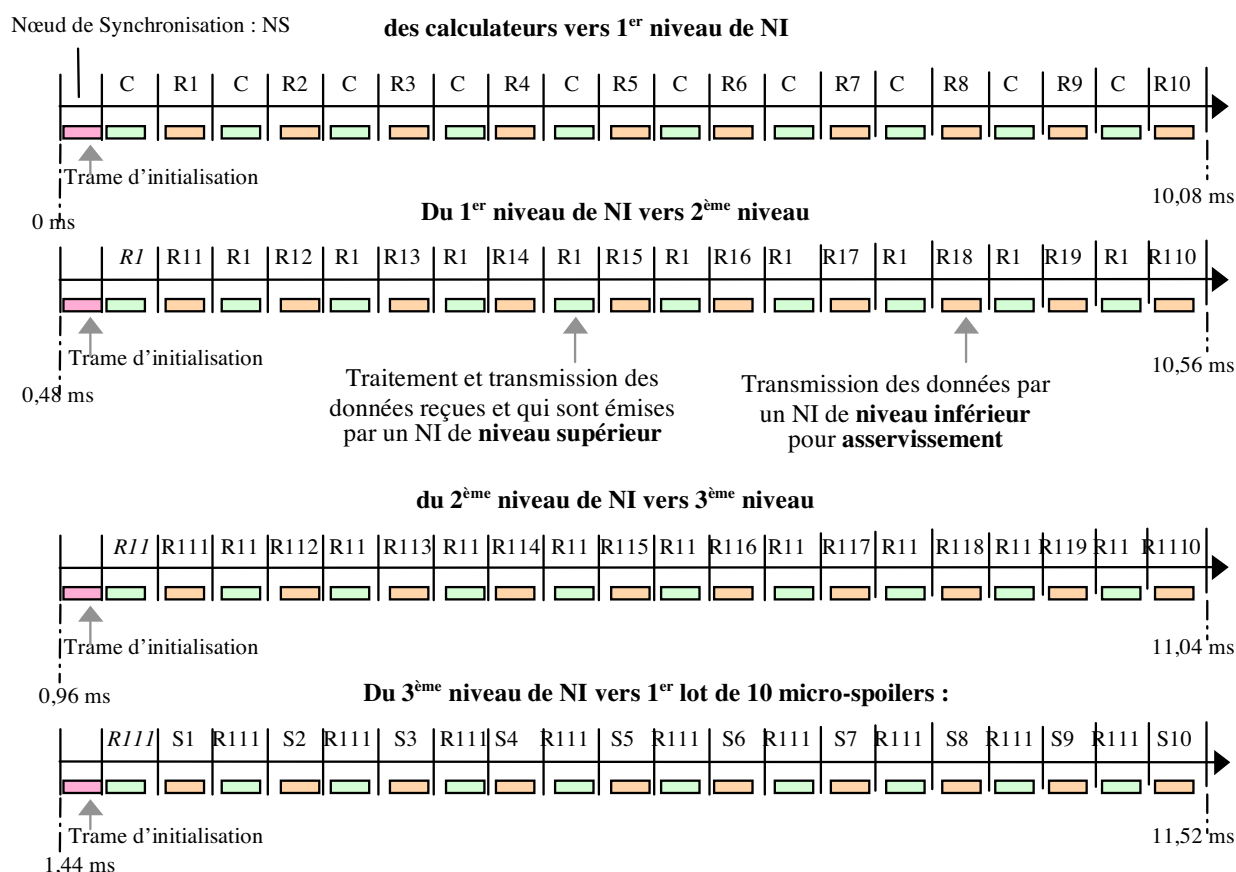 Nœud de Synchronisation : NS
des calculateurs vers 1er niveau de NI
C R1 C R2 C R3 C R4 C R5 C R6 C R7 C R8 C R9 C R10
Trame d'initialisation
0 ms
10,08 ms
Du 1er niveau de NI vers 2ème niveau
R1 R11 R1 R12 R1 R13 R1 R14 R1 R15 R1 R16 R1 R17 R1 R18 R1 R19 R1 R110
Trame d'initialisation
0,48 ms
10,56 ms
Traitement et transmission des
données reçues et qui sont émises
par un NI de niveau supérieur
Transmission des données par
un NI de niveau inférieur
pour asservissement
du 2ème niveau de NI vers 3ème niveau
R11 R111 R11 R112 R11 R113 R11 R114 R11 R115 R11 R116 R11 R117 R11 R118 R11 R119 R11 R1110
Trame d'initialisation
0,96 ms
11,04 ms
Du 3ème niveau de NI vers 1er lot de 10 micro-spoilers :
R111 S1 R111 S2 R111 S3 R111 S4 R111 S5 R111 S6 R111 S7 R111 S8 R111 S9 R111 S10
Trame d'initialisation
1,44 ms
11,52 ms